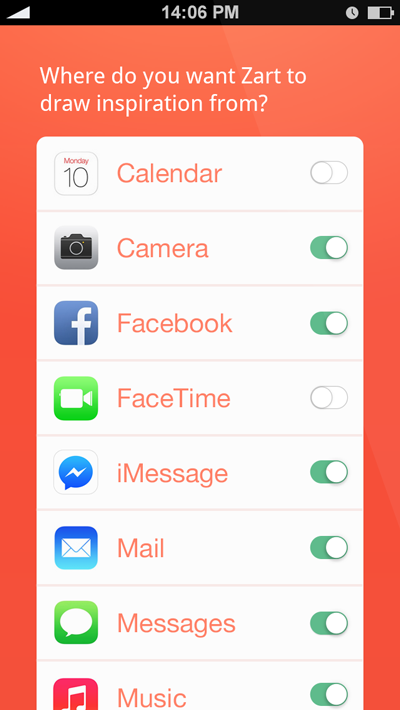 14:06 PM
Where do you want Zart to
draw inspiration from?
Monday
10
Calendar
Camera
f
Facebook
FaceTime
iMessage
Mail
Messages
Music